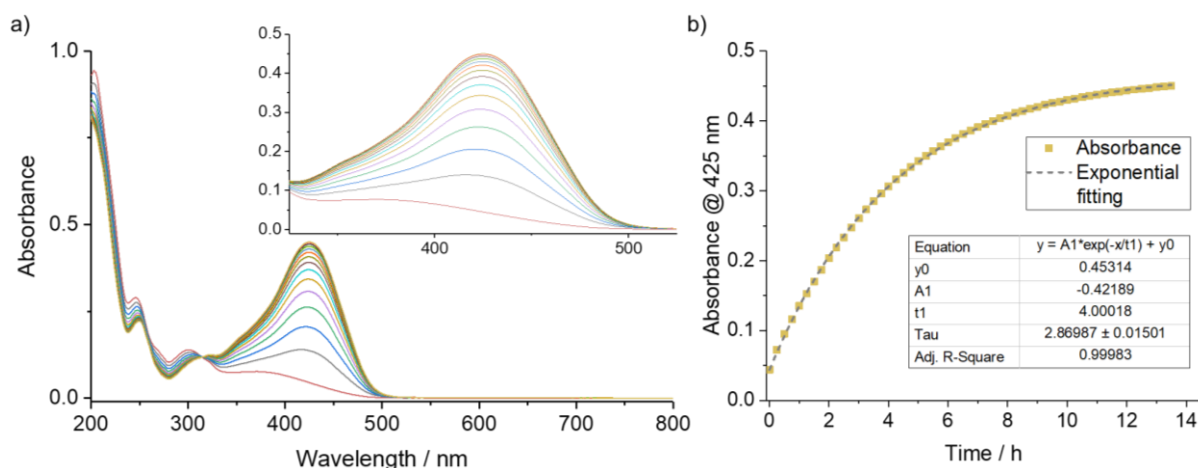 a)
1.0
0.5
0.0
Absorbance
200
300
400
500
600
700
800
Wavelength / nm
0.5
0.4
0.3
0.2
0.1
0.0
400
500
b)
0.5
0.4
0.3
0.2
0.1
0.0
Absorbance @ 425 nm
0
2
4
6
8
10
12
14
Time / h
Absorbance
Exponential
fitting
Equation y = A1*exp(-x/t1) + y0
y0 0.45314
A1 -0.42189
t1 4.00018
Tau 2.86987 ± 0.01501
Adj. R-Square 0.99983